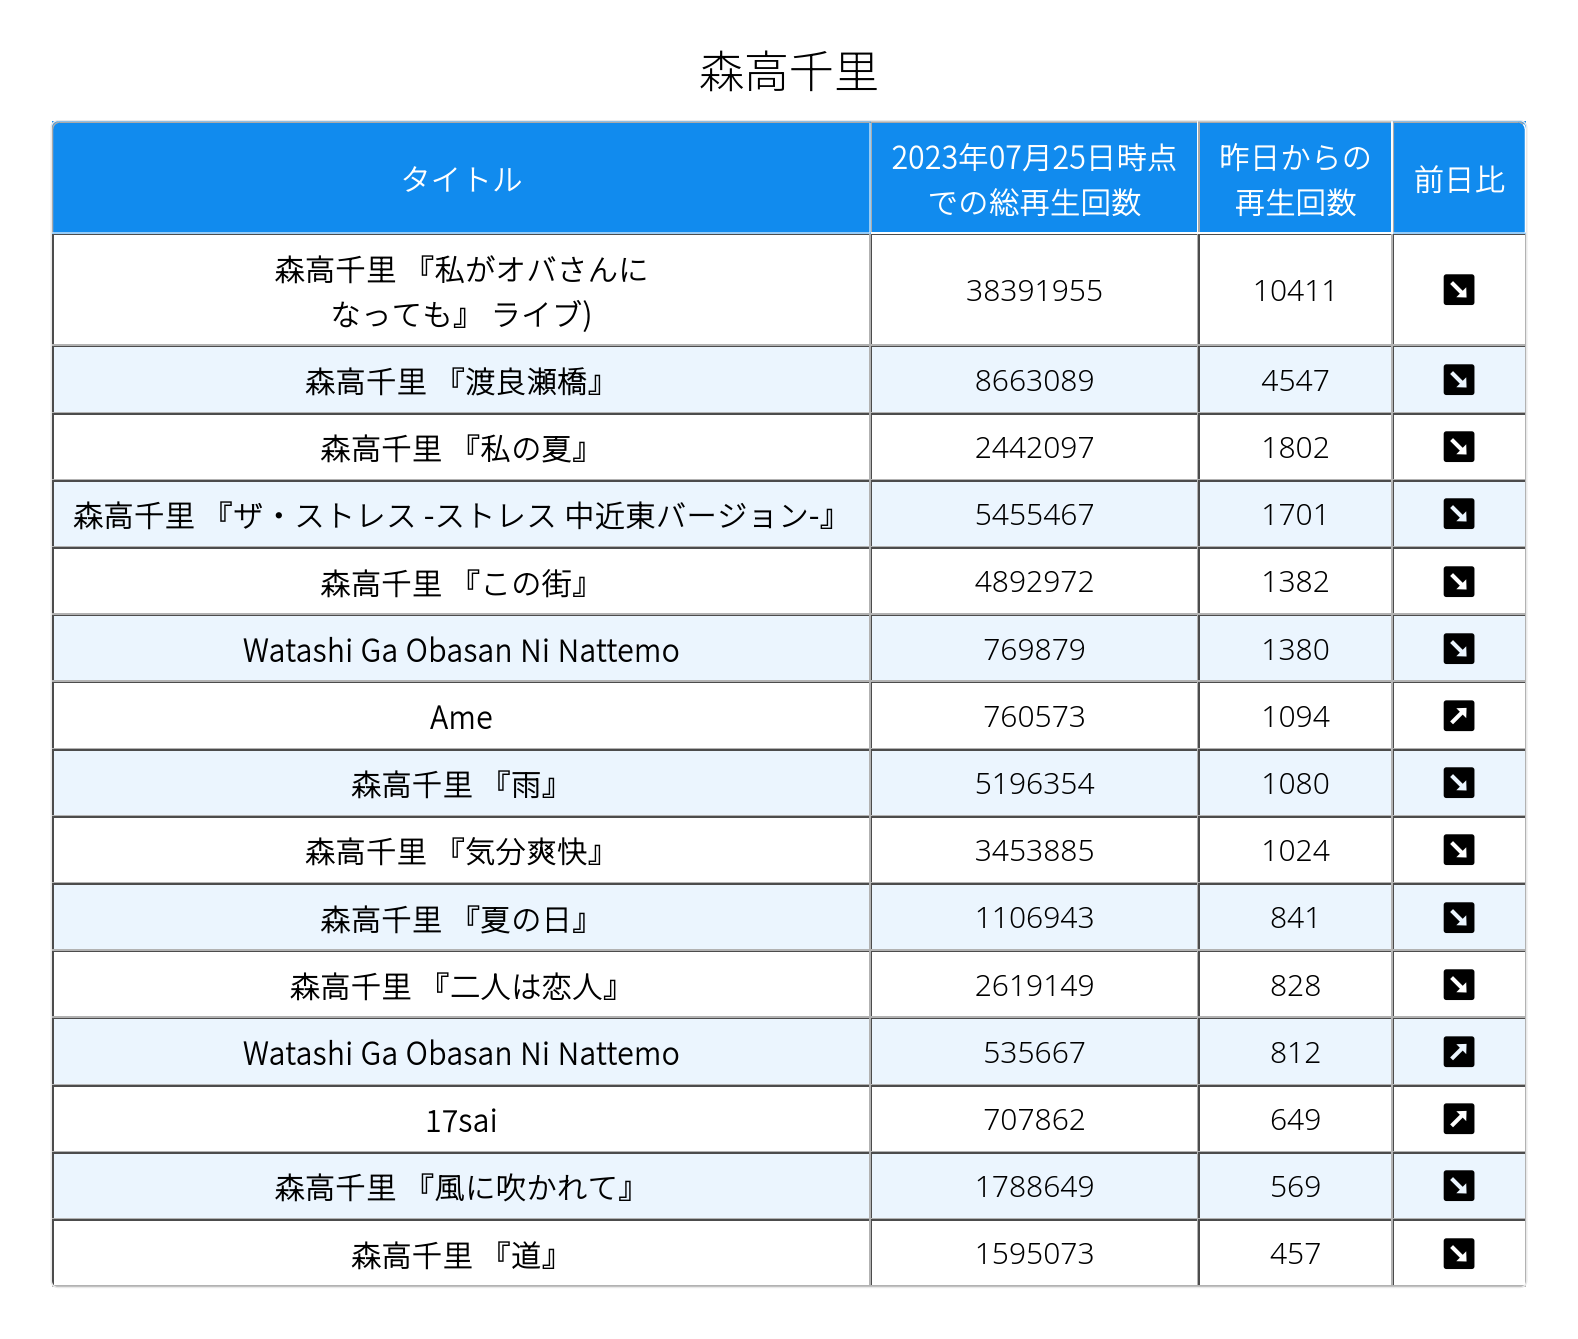 森高千里
タイトル
2023年07月25日時点
での総再生回数
昨日からの
再生回数
前日比
森高千里 『私がオバさんに
なっても』 ライブ)
38391955
10411
森高千里 『渡良瀬橋』
8663089
4547
森高千里 『私の夏』
2442097
1802
森高千里 『ザ・ストレス -ストレス 中近東バージョン-』
5455467
1701
森高千里 『この街』
4892972
1382
Watashi Ga Obasan Ni Nattemo
769879
1380
Ame
760573
1094
森高千里 『雨』
5196354
1080
森高千里 『気分爽快』
3453885
1024
森高千里 『夏の日』
1106943
841
森高千里 『二人は恋人』
2619149
828
Watashi Ga Obasan Ni Nattemo
535667
812
17sai
707862
649
森高千里 『風に吹かれて』
1788649
569
森高千里 『道』
1595073
457